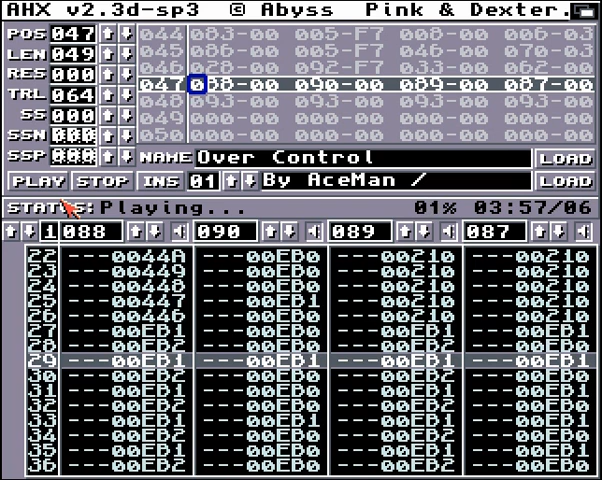 AHX v2.3d-sp3 © Abyss Pink & Dexter.
POS 047 044 083-00 005-F7 008-00 006-03
LEN 049 045 086-00 005-F7 046-00 070-03
RES 000 046 028-00 092-F7 033-00 062-00
047 088-00 090-00 089-00 087-00
TRL 064 048 093-00 093-00 093-00 093-00
SS 000 049 000-00 000-00 000-00 000-00
SSN 000 050 000-00 000-00 000-00 000-00
SSP 000 NAME Over Control LOAD
PLAY STOP INS 01 By AceMan / LOAD
STATUS: Playing... 01% 03:57/06
1 088 090 089 087
22 ---0044A ---00EB0 ---00210 ---00210
23 ---00449 ---00EB0 ---00210 ---00210
24 ---00448 ---00EB0 ---00210 ---00210
25 ---00447 ---00EB1 ---00210 ---00210
26 ---00446 ---00EB0 ---00210 ---00210
27 ---00EB1 ---00EB0 ---00EB1 ---00EB1
28 ---00EB2 ---00EB0 ---00EB0 ---00EB0
29 ---00EB1 ---00EB1 ---00EB1 ---00EB1
30 ---00EB2 ---00EB0 ---00EB0 ---00EB0
31 ---00EB1 ---00EB0 ---00EB1 ---00EB1
32 ---00EB2 ---00EB0 ---00EB0 ---00EB0
33 ---00EB1 ---00EB1 ---00EB1 ---00EB1
34 ---00EB2 ---00EB0 ---00EB0 ---00EB0
35 ---00EB1 ---00EB0 ---00EB1 ---00EB1
36 ---00EB2 ---00EB0 ---00EB0 ---00EB0